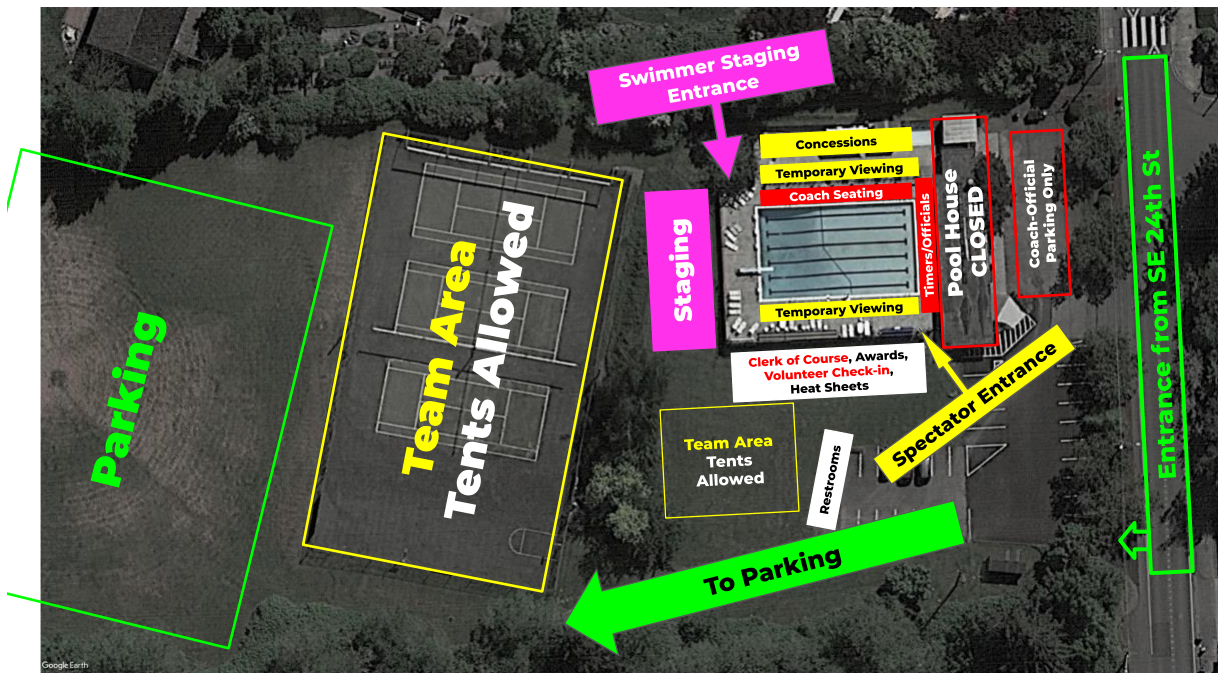 Swimmer Staging
Entrance
Concessions
Temporary Viewing
Coach Seating
Timers/Officials
Pool House
CLOSED
Coach-Official
Parking Only
Entrance from SE 24th St
Staging
Temporary Viewing
Team Area
Tents Allowed
Parking
Clerk of Course, Awards,
Volunteer Check-in,
Heat Sheets
Spectator Entrance
Team Area
Tents
Allowed
Restrooms
To Parking
Google Earth